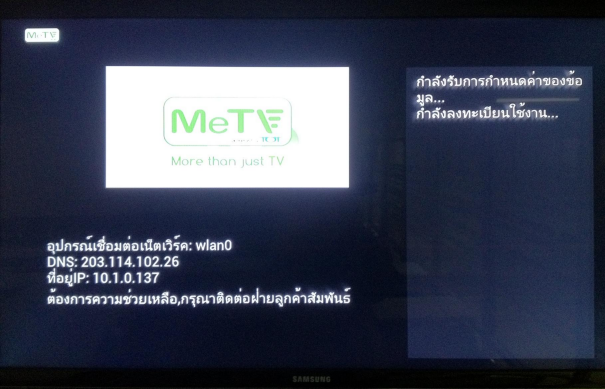 MeTV
MeTV
More than just TV
กำลังรับการกำหนดค่าของข้อ
มูล...
กำลังลงทะเบียนใช้งาน...
อุปกรณ์เชื่อมต่อเน็ตเวิร์ค: wlan0
DNS: 203.114.102.26
ที่อยู่IP: 10.1.0.137
ต้องการความช่วยเหลือ,กรุณาติดต่อฝ่ายลูกค้าสัมพันธ์
SAMSUNG